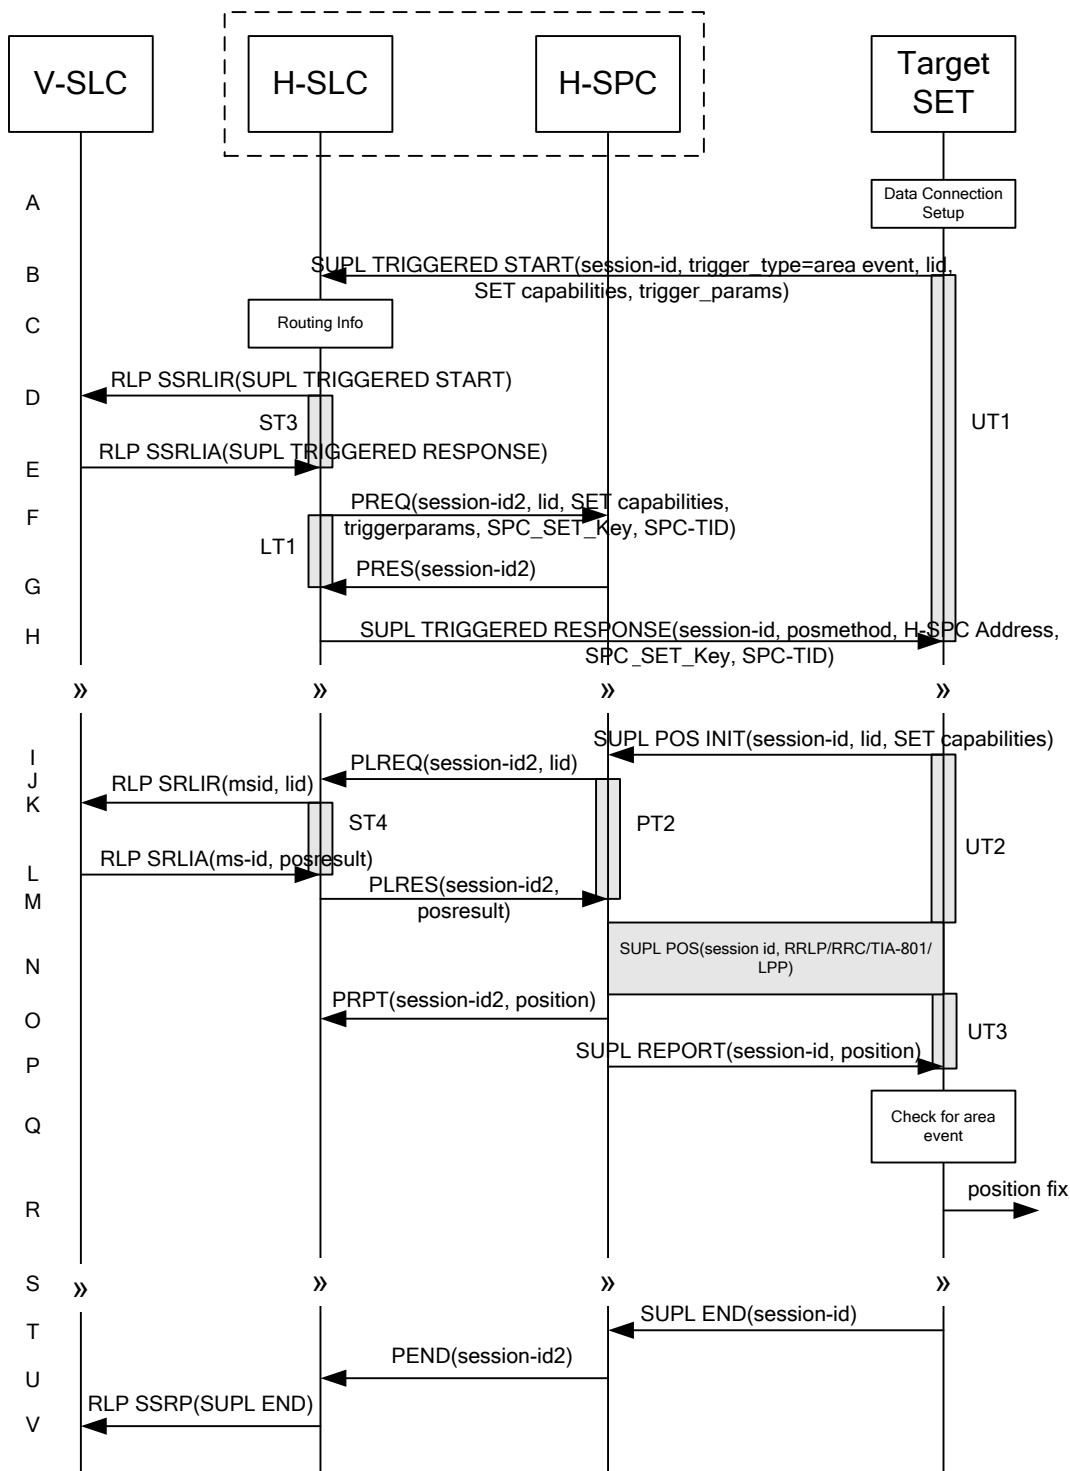 V-SLC
H-SLC
H-SPC
Target
SET
A
Data Connection
Setup
B
SUPL TRIGGERED START(session-id, trigger_type=area event, lid,
SET capabilities, trigger_params)
C
Routing Info
D
RLP SSRLIR(SUPL TRIGGERED START)
ST3
UT1
E
RLP SSRLIA(SUPL TRIGGERED RESPONSE)
F
PREQ(session-id2, lid, SET capabilities,
triggerparams, SPC_SET_Key, SPC-TID)
LT1
G
PRES(session-id2)
H
SUPL TRIGGERED RESPONSE(session-id, posmethod, H-SPC Address,
SPC_SET_Key, SPC-TID)
» » » »
I
SUPL POS INIT(session-id, lid, SET capabilities)
J
PLREQ(session-id2, lid)
K
RLP SRLIR(msid, lid)
ST4
PT2
UT2
L
RLP SRLIA(ms-id, posresult)
M
PLRES(session-id2,
posresult)
N
SUPL POS(session id, RRLP/RRC/TIA-801/
LPP)
O
PRPT(session-id2, position)
UT3
P
SUPL REPORT(session-id, position)
Q
Check for area
event
R
position fix
S
» » » »
T
SUPL END(session-id)
U
PEND(session-id2)
V
RLP SSRP(SUPL END)